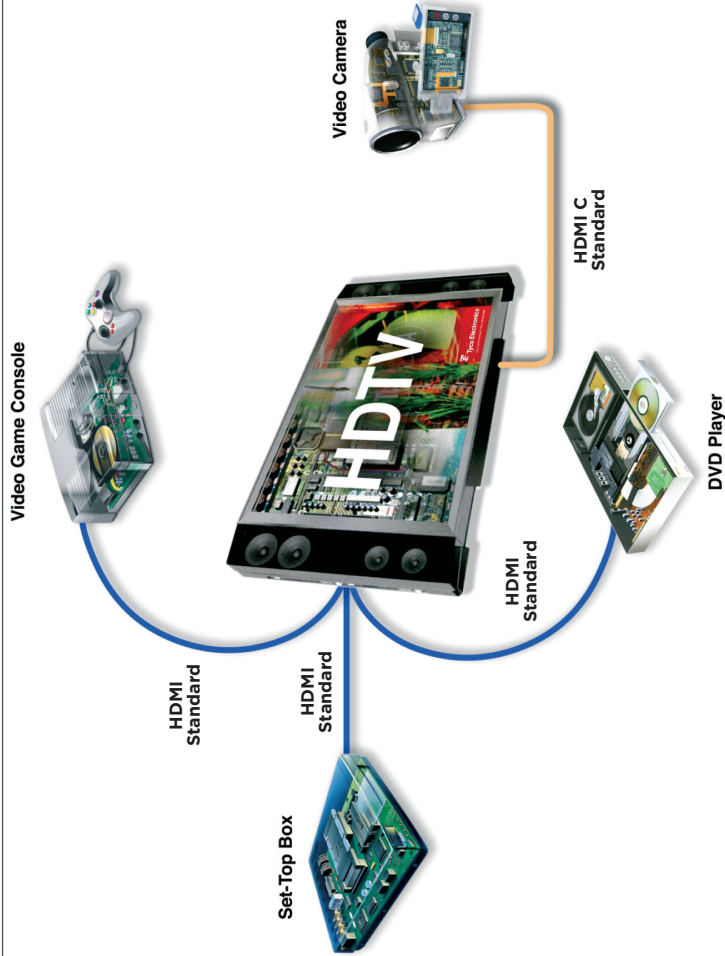 Video Game Console
Video Camera
HDMI
Standard
HDMI
Standard
HDTV
Tyco Electronics
HDMI C
Standard
Set-Top Box
HDMI
Standard
DVD Player